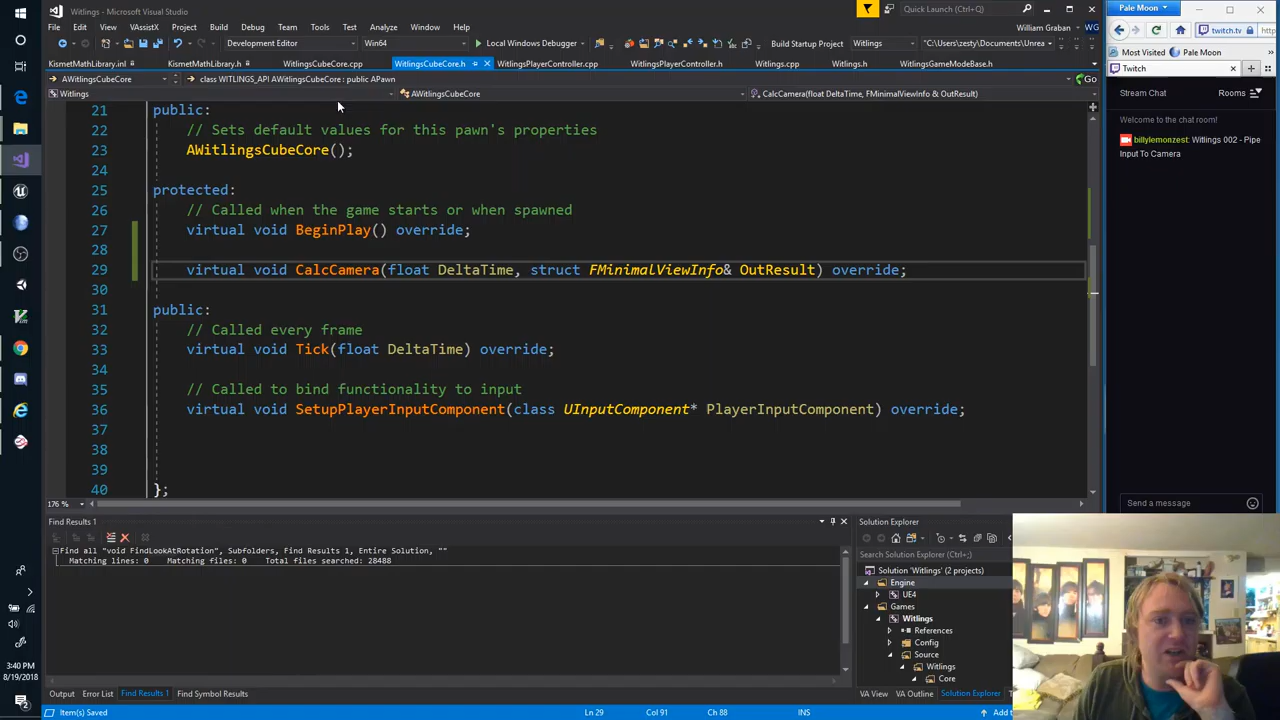 Witlings - Microsoft Visual Studio
Quick Launch (Ctrl+Q)
File Edit View VAssistX Project Build Debug Team Tools Test Analyze Window Help
William Graban
Development Editor Win64 Local Windows Debugger Build Startup Project Witlings "C:\Users\zesty\Documents\Unrea
KismetMathLibrary.inl KismetMathLibrary.h WitlingsCubeCore.cpp WitlingsCubeCore.h WitlingsPlayerController.cpp WitlingsPlayerController.h Witlings.cpp Witlings.h WitlingsGameModeBase.h
AWitlingsCubeCore class WITLINGS_API AWitlingsCubeCore : public APawn Go
Witlings AWitlingsCubeCore CalcCamera(float DeltaTime, FMinimalViewInfo & OutResult)
21 public:
22 // Sets default values for this pawn's properties
23 AWitlingsCubeCore();
24
25 protected:
26 // Called when the game starts or when spawned
27 virtual void BeginPlay() override;
28
29 virtual void CalcCamera(float DeltaTime, struct FMinimalViewInfo& OutResult) override;
30
31 public:
32 // Called every frame
33 virtual void Tick(float DeltaTime) override;
34
35 // Called to bind functionality to input
36 virtual void SetupPlayerInputComponent(class UInputComponent* PlayerInputComponent) override;
37
38
39
40 };
176 %
Find Results 1
Find all "void FindLookAtRotation", Subfolders, Find Results 1, Entire Solution, ""
Matching lines: 0 Matching files: 0 Total files searched: 28488
Output Error List Find Results 1 Find Symbol Results
Solution Explorer
Search Solution Explorer (Ctrl+;)
Solution 'Witlings' (2 projects)
Engine
UE4
Games
Witlings
References
Config
Source
Witlings
Core
VA View VA Outline Solution Explorer
Item(s) Saved Ln 29 Col 91 Ch 88 INS Add t
Pale Moon
twitch.tv
Most Visited Pale Moon
Twitch
Stream Chat Rooms
Welcome to the chat room!
billylemonzest: Witlings 002 - Pipe
Input To Camera
Send a message
3:40 PM
8/19/2018
2